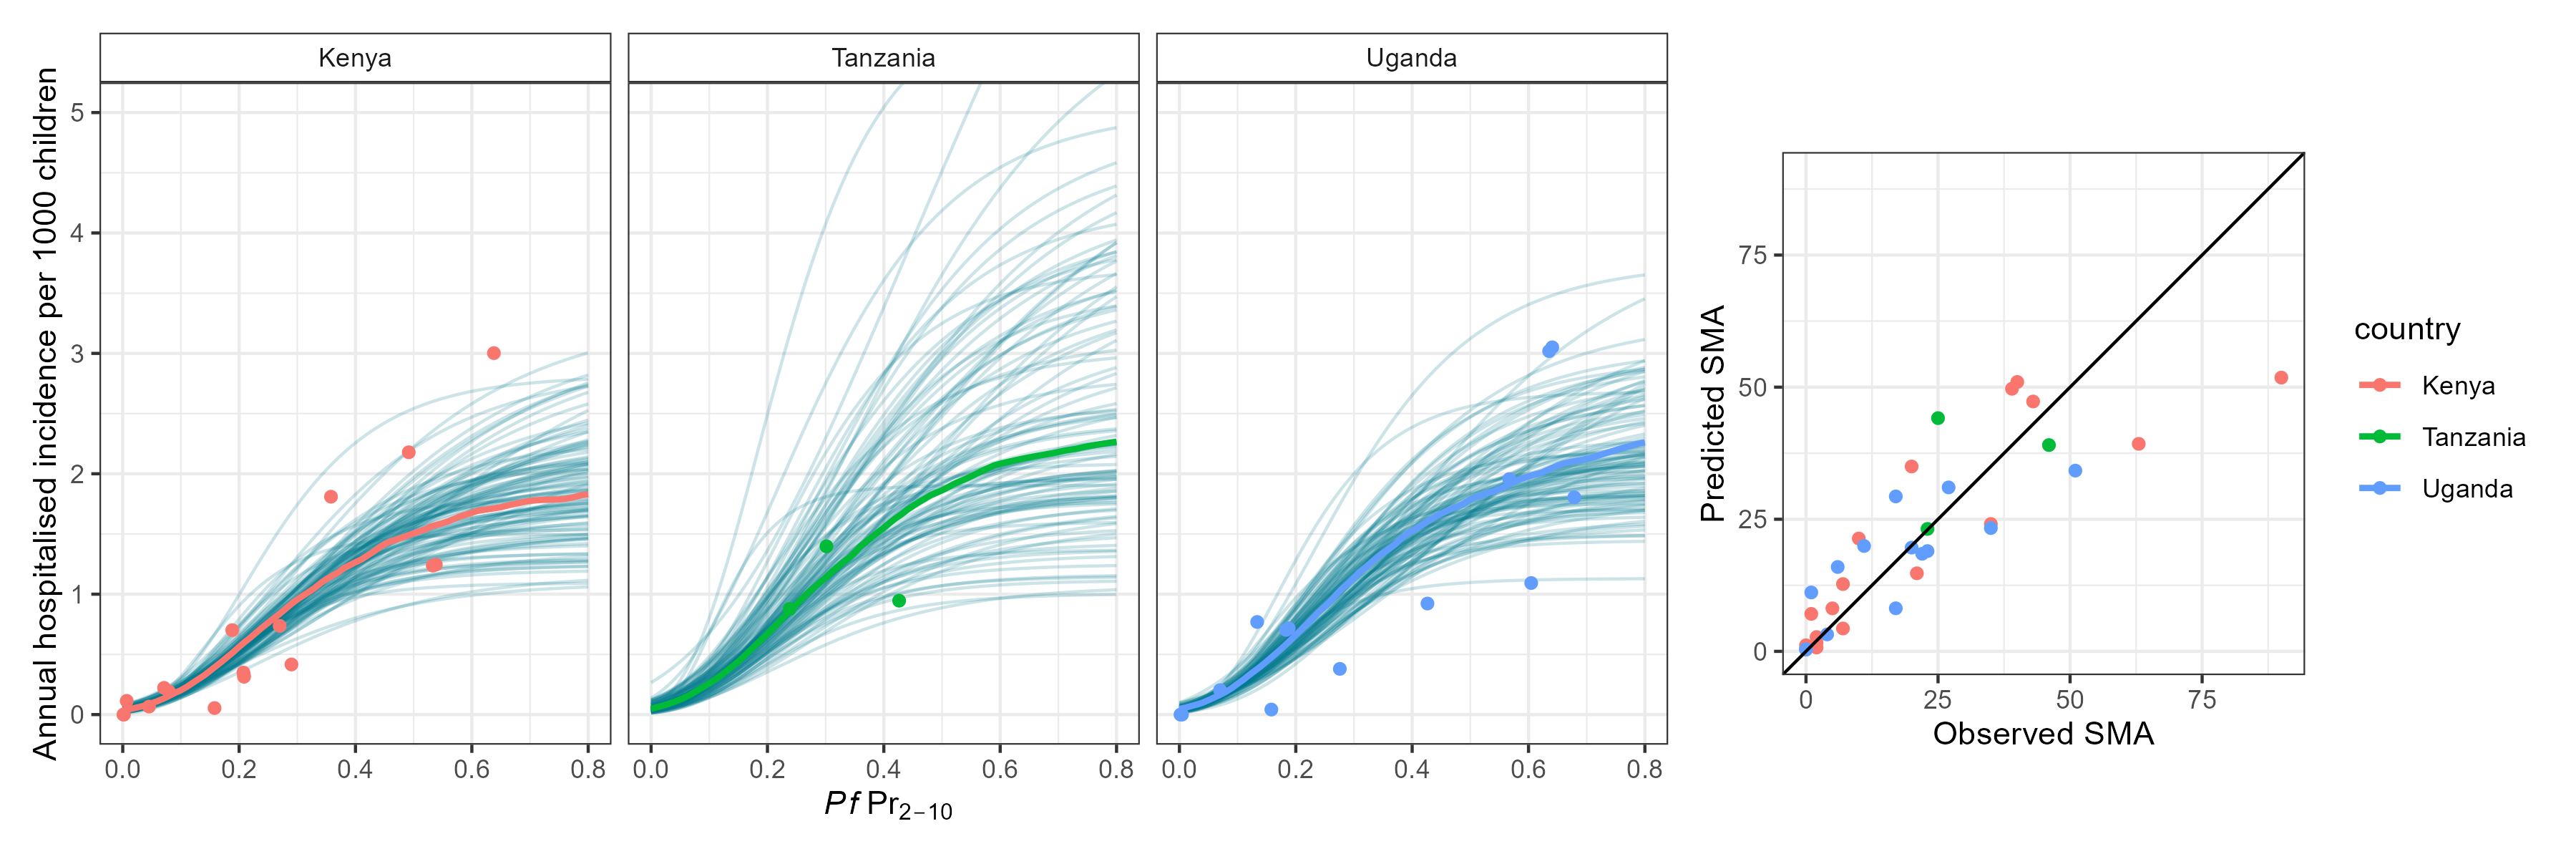 Kenya
Tanzania
Uganda
Annual hospitalised incidence per 1000 children
5
4
3
2
1
0
0.0 0.2 0.4 0.6 0.8
0.0 0.2 0.4 0.6 0.8
0.0 0.2 0.4 0.6 0.8
Pf Pr2−10
Predicted SMA
75
50
25
0
0 25 50 75
Observed SMA
country
Kenya
Tanzania
Uganda